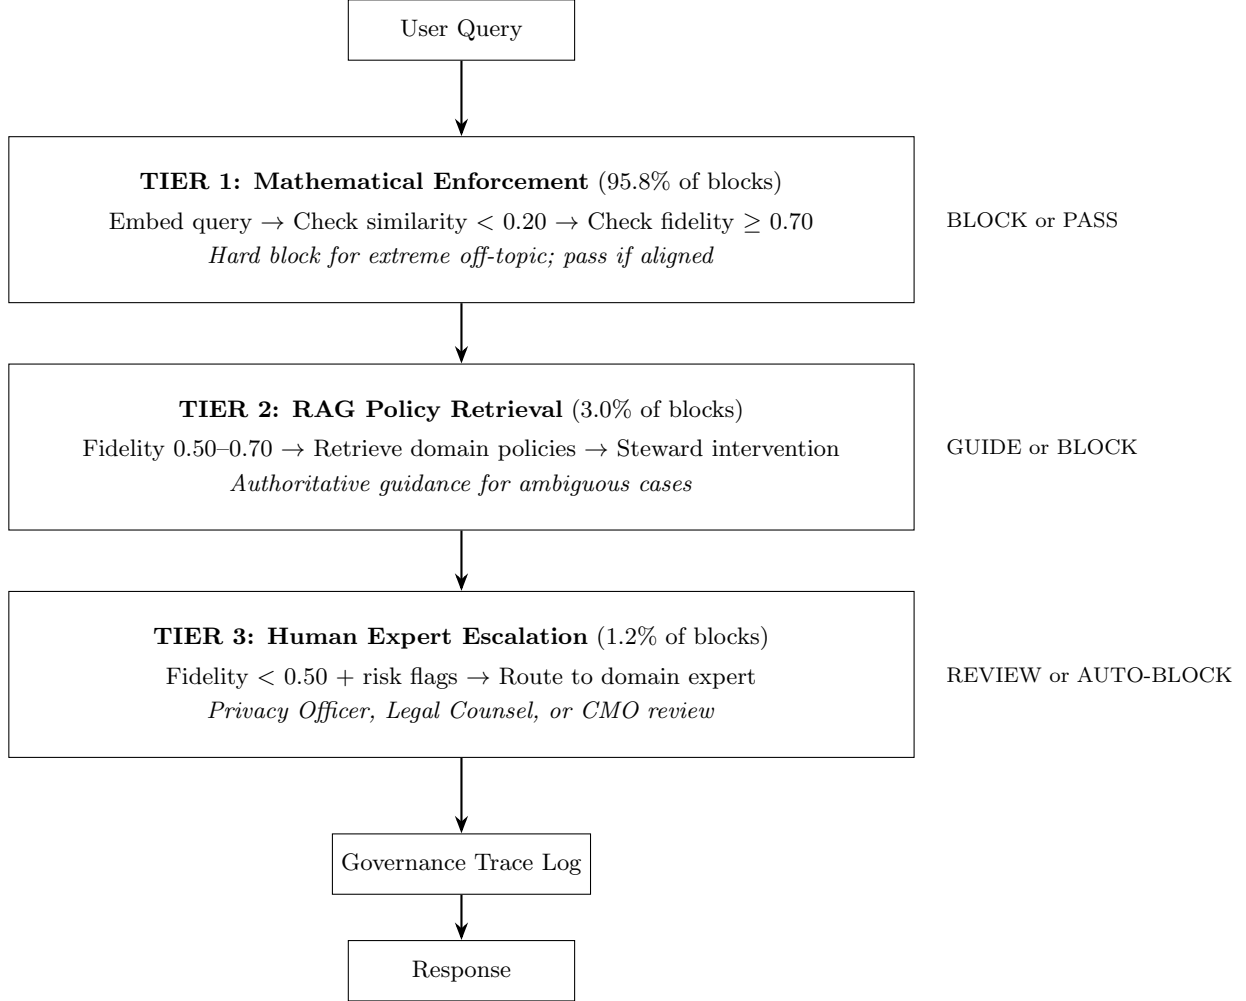 User Query
TIER 1: Mathematical Enforcement (95.8% of blocks)
Embed query → Check similarity < 0.20 → Check fidelity ≥ 0.70
Hard block for extreme off-topic; pass if aligned
BLOCK or PASS
TIER 2: RAG Policy Retrieval (3.0% of blocks)
Fidelity 0.50–0.70 → Retrieve domain policies → Steward intervention
Authoritative guidance for ambiguous cases
GUIDE or BLOCK
TIER 3: Human Expert Escalation (1.2% of blocks)
Fidelity < 0.50 + risk flags → Route to domain expert
Privacy Officer, Legal Counsel, or CMO review
REVIEW or AUTO-BLOCK
Governance Trace Log
Response